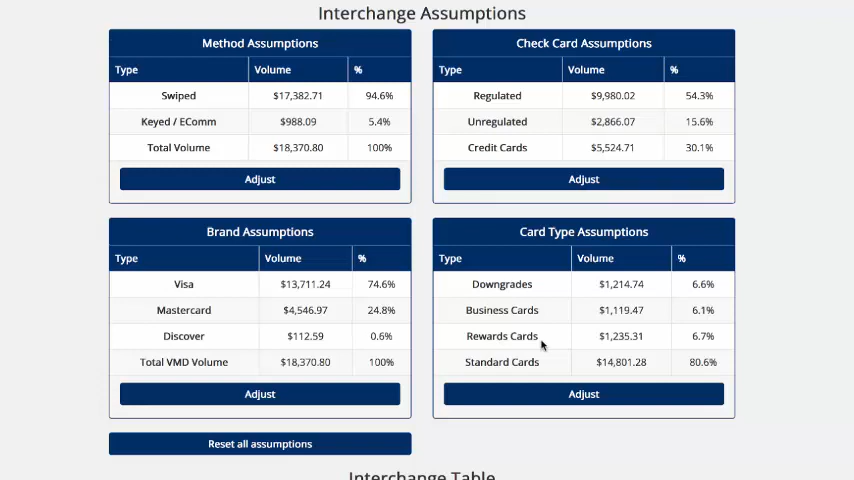 Interchange Assumptions
Method Assumptions
Type Volume %
Swiped $17,382.71 94.6%
Keyed / EComm $988.09 5.4%
Total Volume $18,370.80 100%
Adjust
Check Card Assumptions
Type Volume %
Regulated $9,980.02 54.3%
Unregulated $2,866.07 15.6%
Credit Cards $5,524.71 30.1%
Adjust
Brand Assumptions
Type Volume %
Visa $13,711.24 74.6%
Mastercard $4,546.97 24.8%
Discover $112.59 0.6%
Total VMD Volume $18,370.80 100%
Adjust
Card Type Assumptions
Type Volume %
Downgrades $1,214.74 6.6%
Business Cards $1,119.47 6.1%
Rewards Cards $1,235.31 6.7%
Standard Cards $14,801.28 80.6%
Adjust
Reset all assumptions
Interchange Table